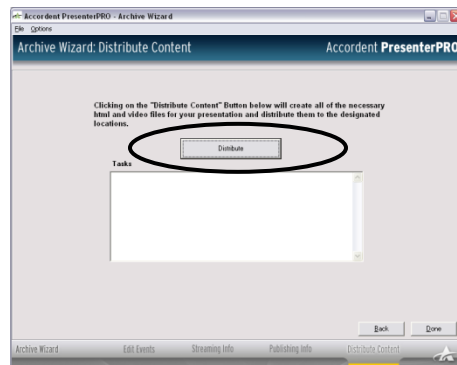 Accordent PresenterPRO - Archive Wizard
File Options
Archive Wizard: Distribute Content
Accordent PresenterPRO
Clicking on the "Distribute Content" Button below will create all of the necessary
html and video files for your presentation and distribute them to the designated
locations.
Distribute
Tasks
Back Done
Archive Wizard Edit Events Streaming Info Publishing Info Distribute Content